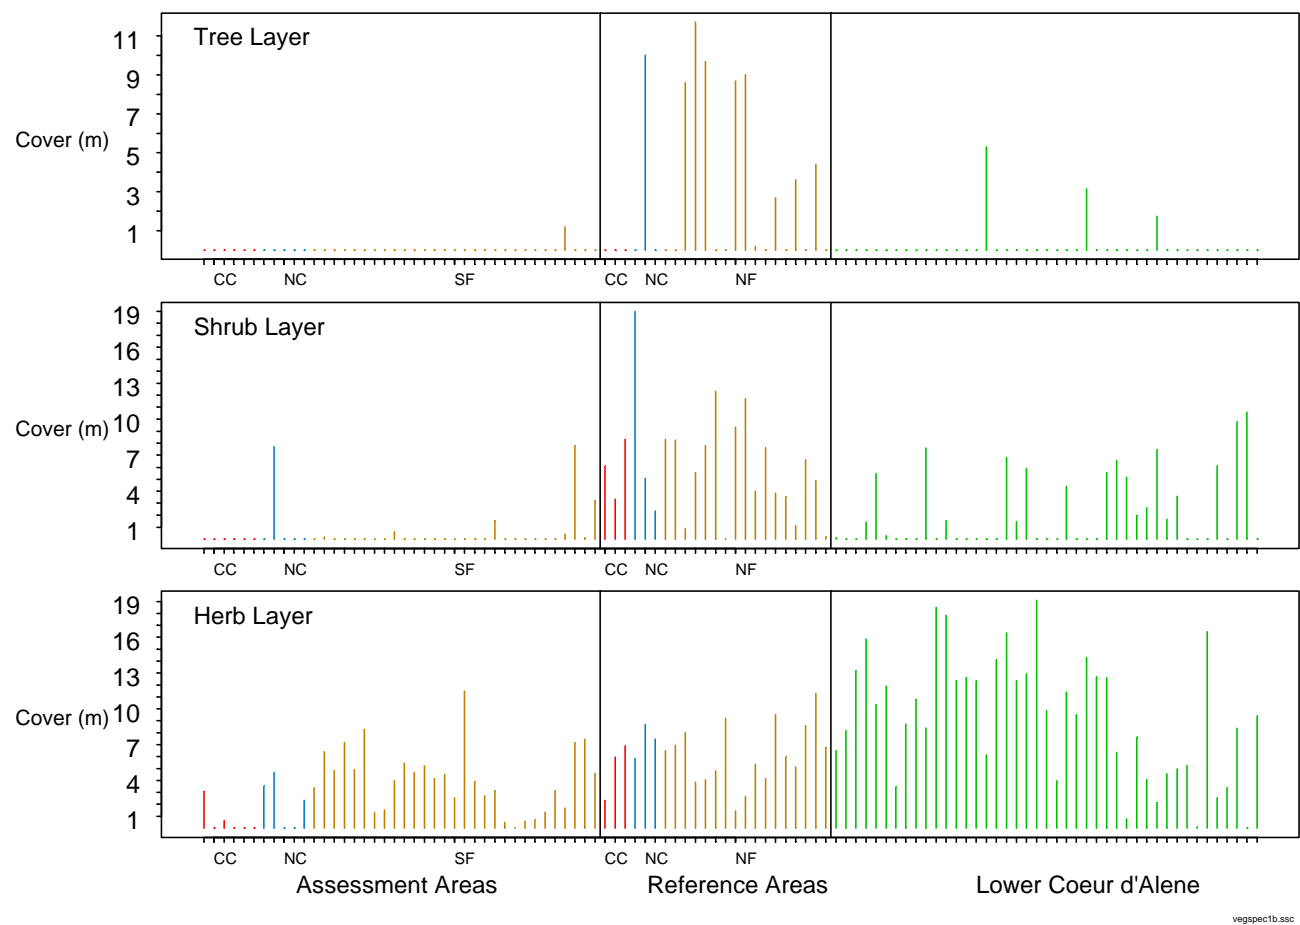 Tree Layer
11
9
7
Cover (m)
5
3
1
CC NC SF CC NC NF
Shrub Layer
19
16
13
Cover (m) 10
7
4
1
CC NC SF CC NC NF
Herb Layer
19
16
13
Cover (m) 10
7
4
1
CC NC SF CC NC NF
Assessment Areas Reference Areas Lower Coeur d'Alene
vegspec1b.ssc